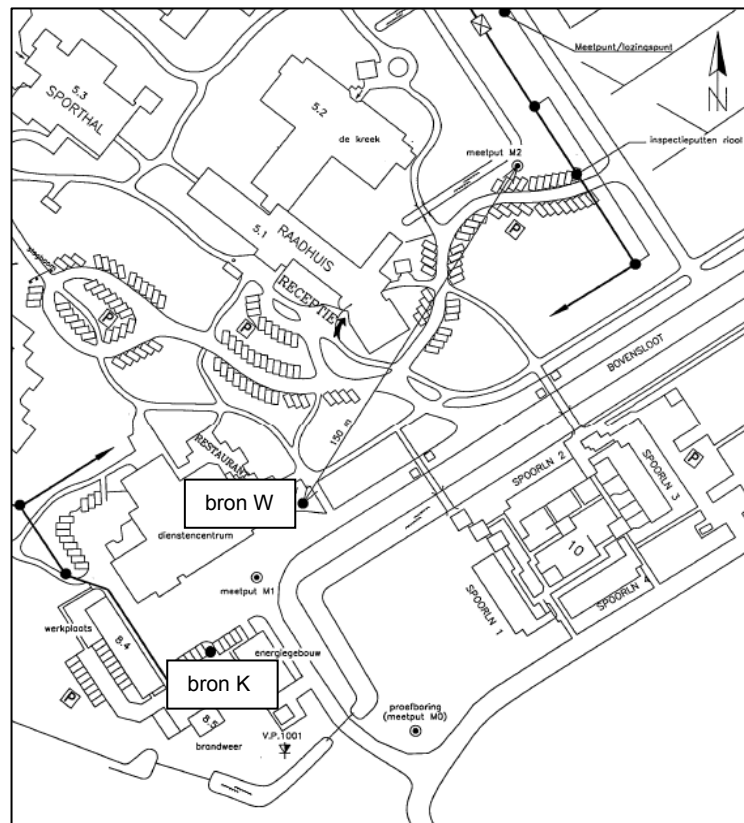 Meetpunt/lozingspunt
N
5.3
SPORTHAL
5.2
de kreek
inspectieputten riool
meetput M2
5.1
RAADHUIS
P
RECEPTIE
P
P
BOVENSLOOT
150 m
RESTAURANT
SPOORLN 2
SPOORLN 3
P
bron W
dienstencentrum
10
SPOORLN 4
meetput M1
SPOORLN 1
werkplaats
8.4
energiegebouw
bron K
P
8.5
proefboring
(meetput M0)
brandweer
V.P.1001